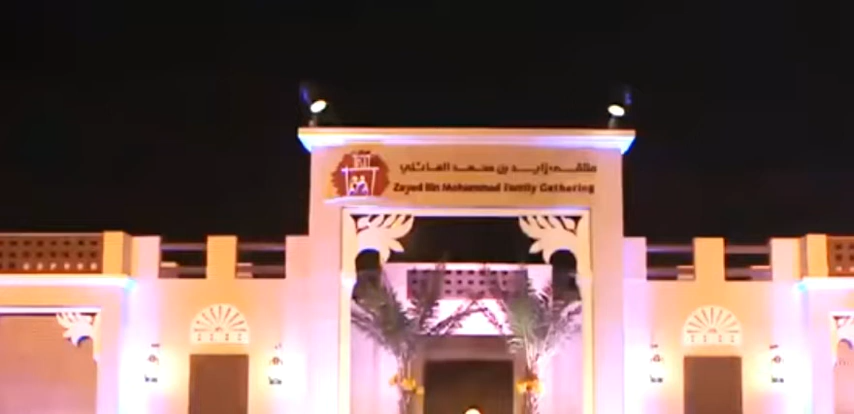 ملتقى زايد بن محمد العائلي
Zayed Bin Mohammad Family Gathering